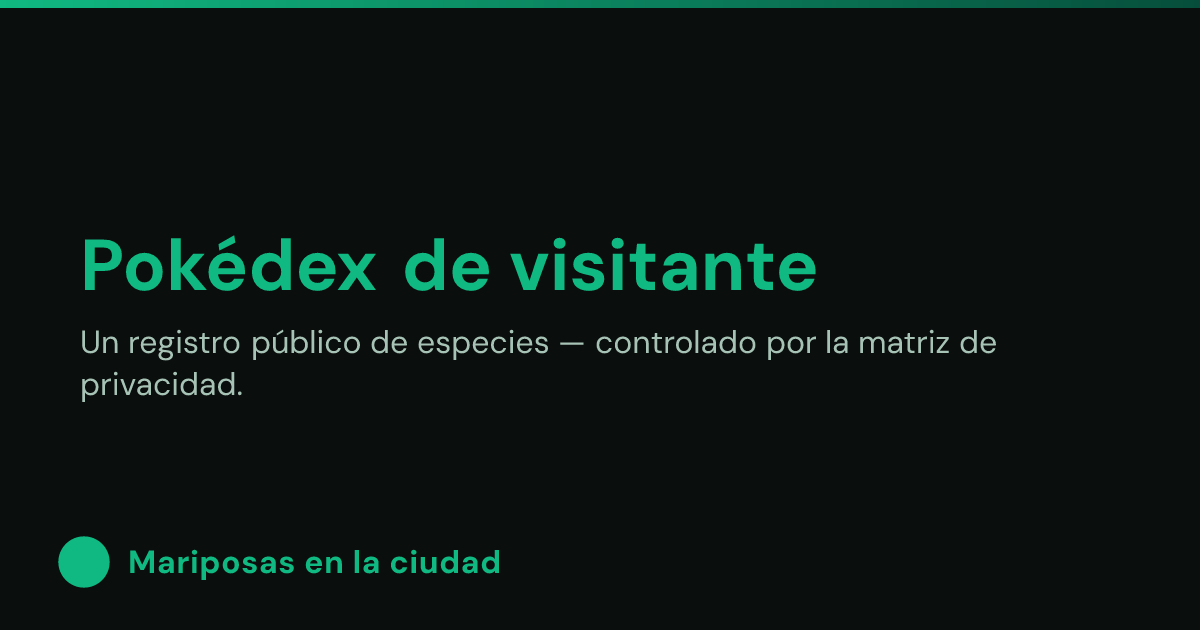 Pokédex de visitante
Un registro público de especies — controlado por la matriz de
privacidad.
Mariposas en la ciudad